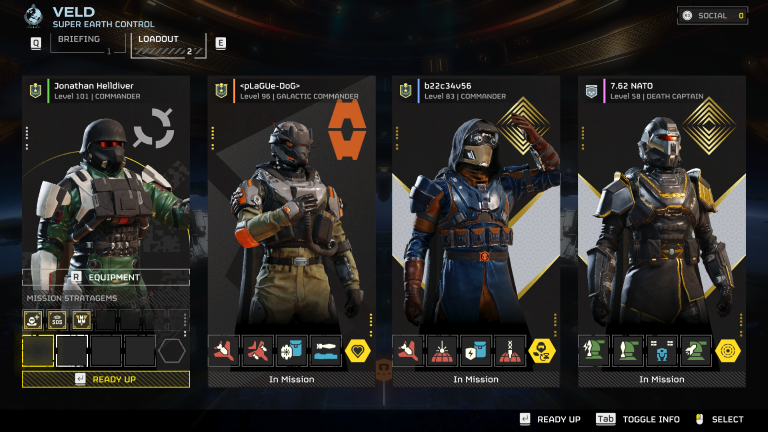 VELD
SUPER EARTH CONTROL
SOCIAL 0
Q BRIEFING 1 LOADOUT 2 E
Jonathan Helldiver
Level 101 | COMMANDER
<pLaGUe-DoG>
Level 96 | GALACTIC COMMANDER
b22c34v56
Level 83 | COMMANDER
7.62 NATO
Level 58 | DEATH CAPTAIN
R EQUIPMENT
MISSION STRATAGEMS
SOS
READY UP
In Mission
In Mission
In Mission
READY UP Tab TOGGLE INFO SELECT